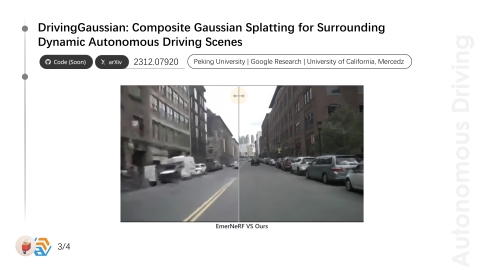 DrivingGaussian: Composite Gaussian Splatting for Surrounding
Dynamic Autonomous Driving Scenes
Code (Soon) arXiv 2312.07920 Peking University | Google Research | University of California, Mercedz
EmerNeRF VS Ours
3/4
Autonomous Driving